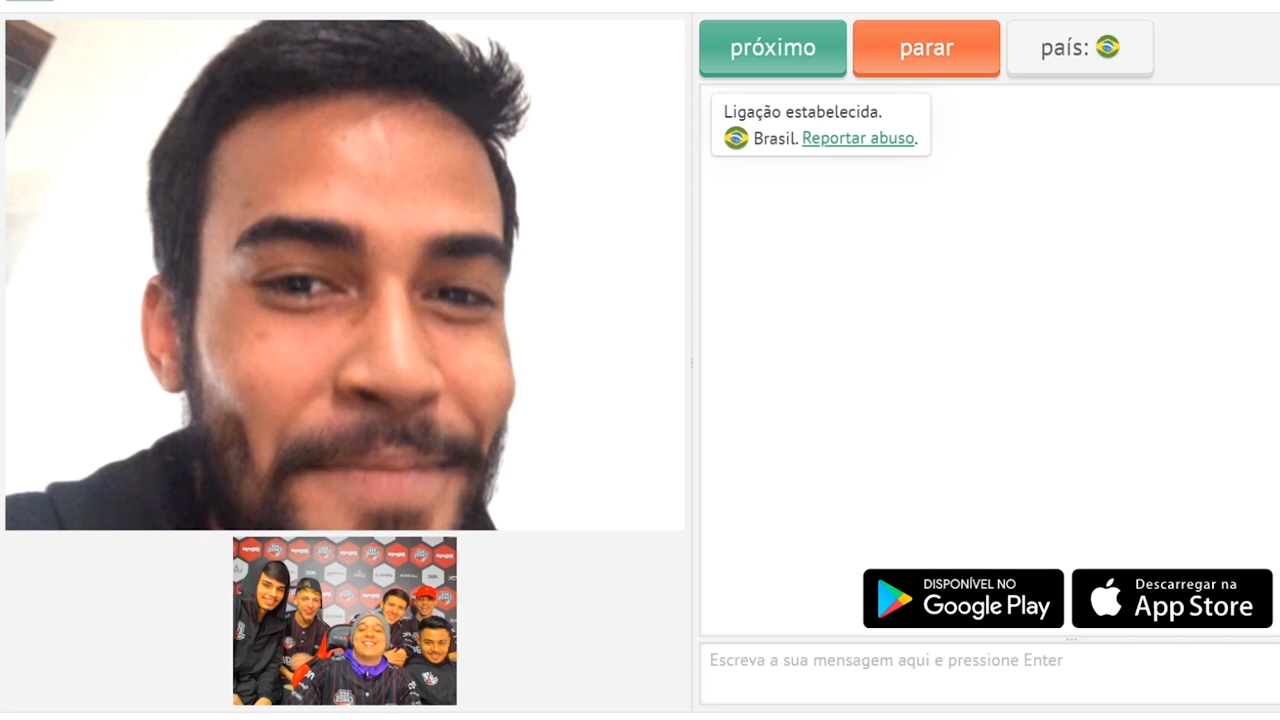 próximo
parar
país:
Ligação estabelecida.
Brasil. Reportar abuso.
DISPONÍVEL NO
Google Play
Descarregar na
App Store
Escreva a sua mensagem aqui e pressione Enter